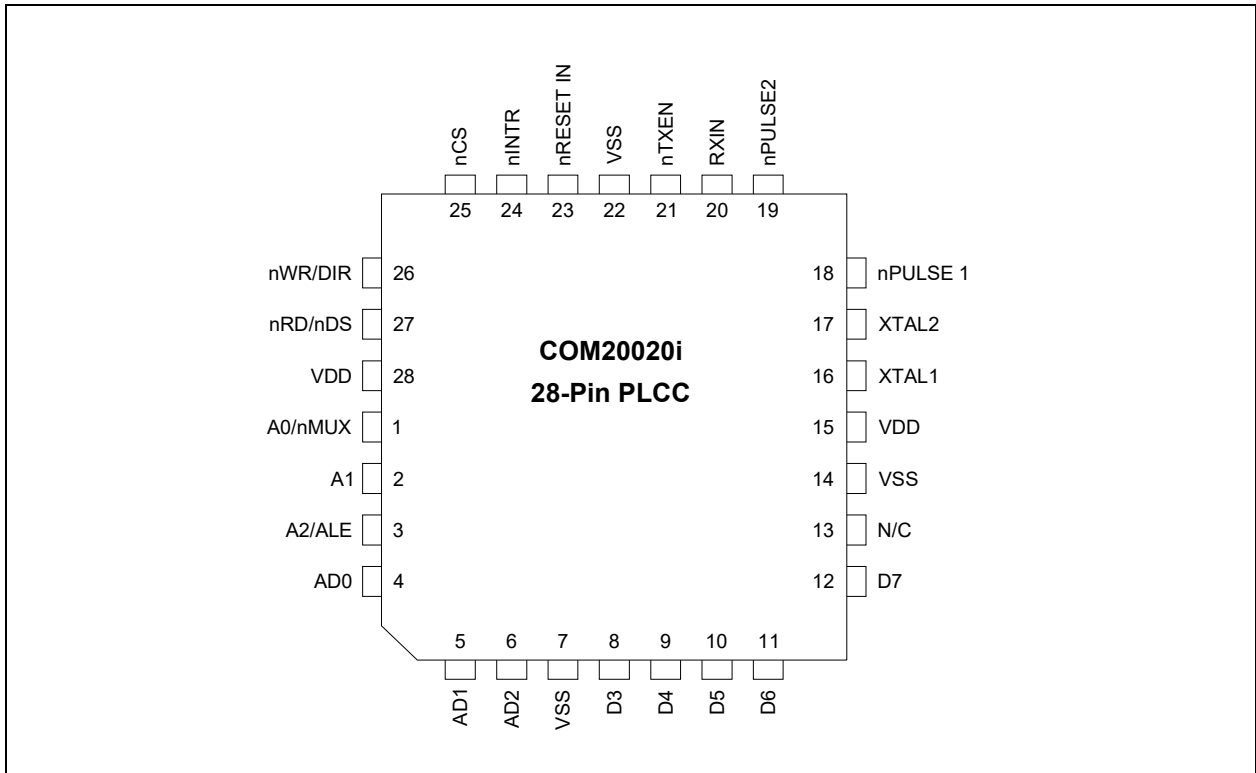 nCS
nINTR
nRESET IN
VSS
nTXEN
RXIN
nPULSE2
25
24
23
22
21
20
19
nWR/DIR
26
nRD/nDS
27
VDD
28
A0/nMUX
1
A1
2
A2/ALE
3
AD0
4
COM20020i
28-Pin PLCC
18
nPULSE 1
17
XTAL2
16
XTAL1
15
VDD
14
VSS
13
N/C
12
D7
5
6
7
8
9
10
11
AD1
AD2
VSS
D3
D4
D5
D6